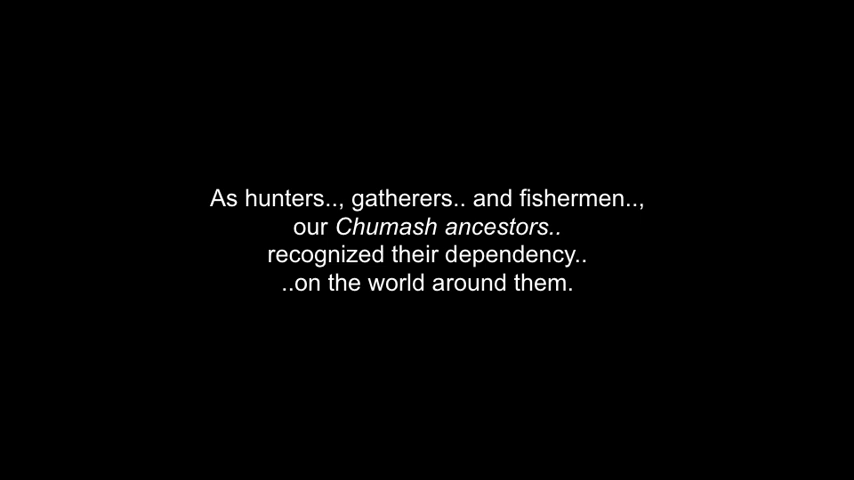 As hunters.., gatherers.. and fishermen..,
our Chumash ancestors..
recognized their dependency..
..on the world around them.